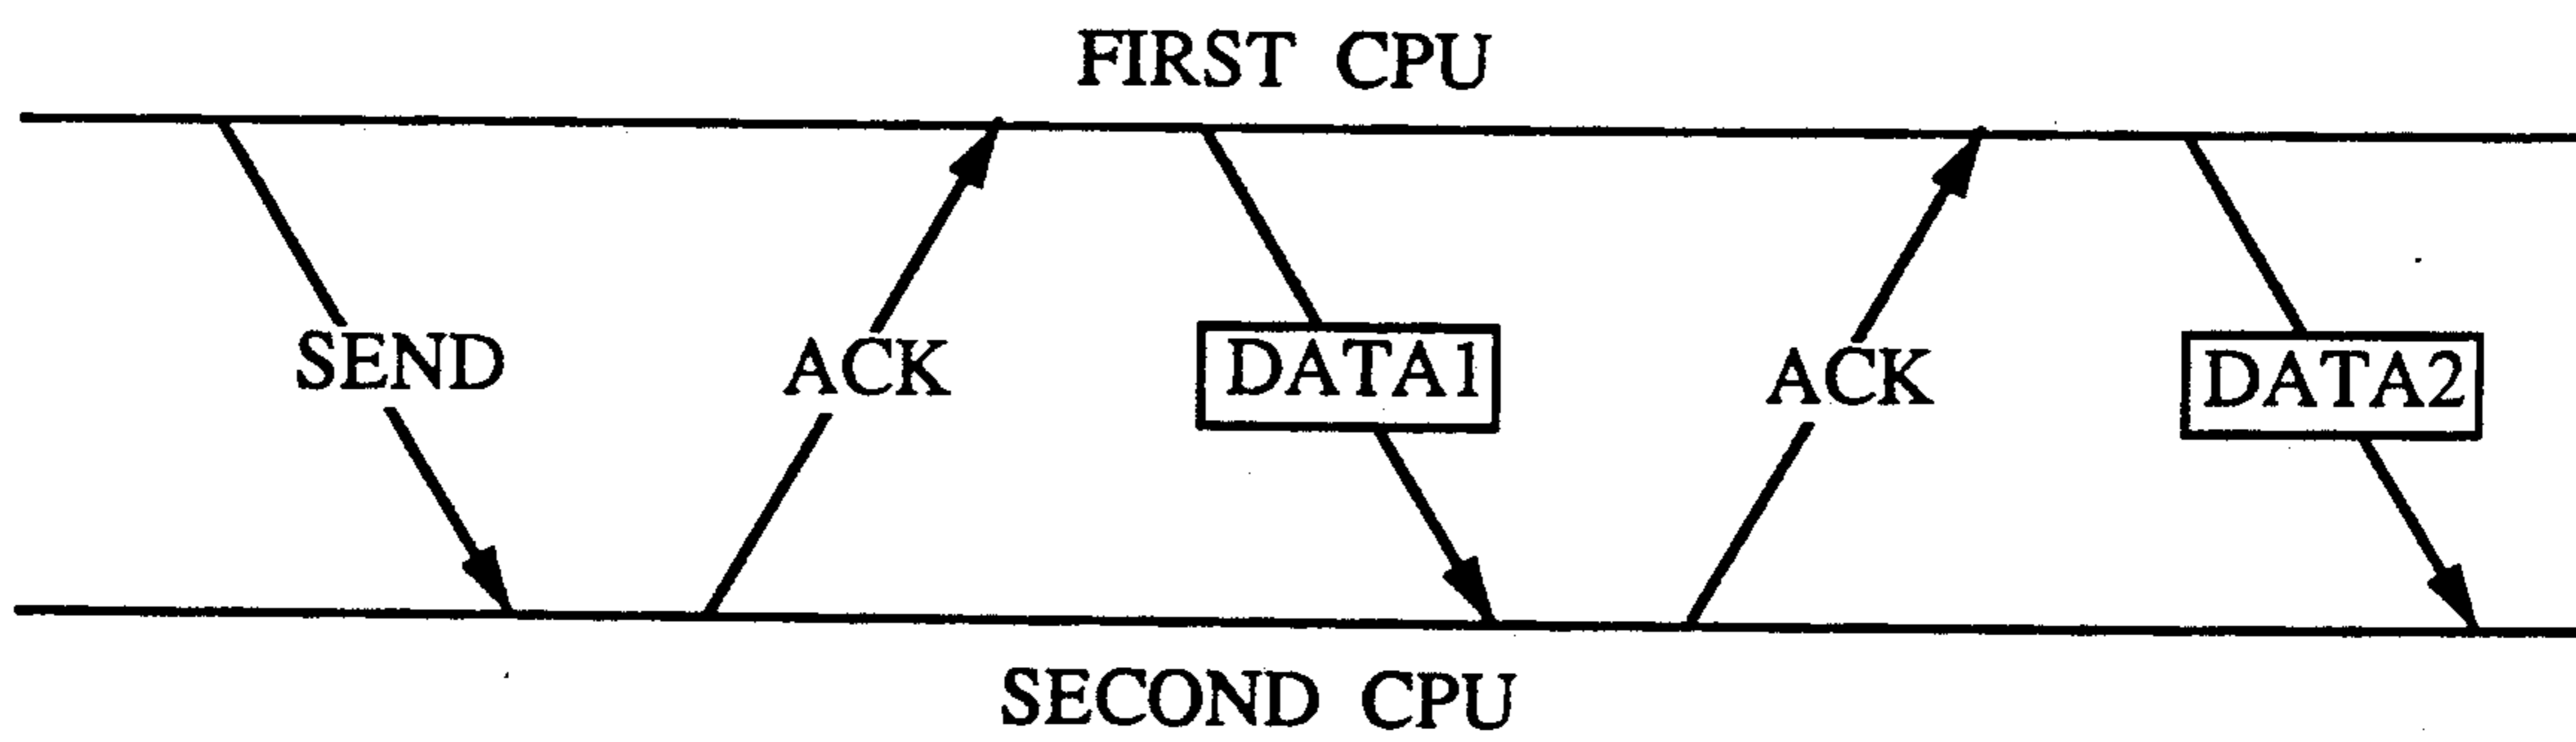 FIRST CPU
SEND
ACK
DATA1
ACK
DATA2
SECOND CPU